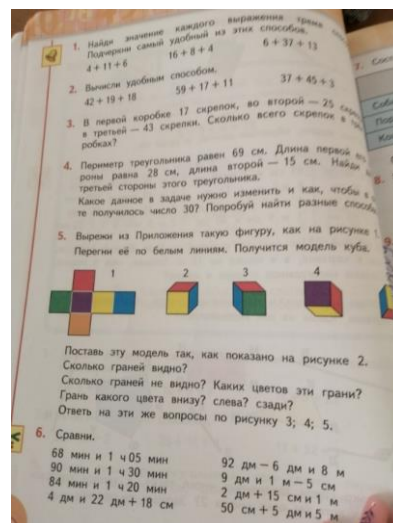 1. Найди значение каждого выражения тремя
Подчеркни самый удобный из этих способов.
4 + 11 + 6 16 + 8 + 4 6 + 37 + 13
2. Вычисли удобным способом.
42 + 19 + 18 59 + 17 + 11 37 + 45 + 3
3. В первой коробке 17 скрепок, во второй — 25
в третьей — 43 скрепки. Сколько всего скрепок в
робках?
4. Периметр треугольника равен 69 см. Длина первой
роны равна 28 см, длина второй — 15 см. Найди
третьей стороны этого треугольника.
Какое данное в задаче нужно изменить и как, чтобы в
те получилось число 30? Попробуй найти разные
5. Вырежи из Приложения такую фигуру, как на рисунке 1.
Перегни её по белым линиям. Получится модель куба.
1 2 3 4
Поставь эту модель так, как показано на рисунке 2.
Сколько граней видно?
Сколько граней не видно? Каких цветов эти грани?
Грань какого цвета внизу? слева? сзади?
Ответь на эти же вопросы по рисунку 3; 4; 5.
6. Сравни.
68 мин и 1 ч 05 мин
90 мин и 1 ч 30 мин
84 мин и 1 ч 20 мин
4 дм и 22 дм + 18 см
92 дм − 6 дм и 8 м
9 дм и 1 м − 5 см
2 дм + 15 см и 1 м
50 см + 5 дм и 5 м
7.
8.
9.